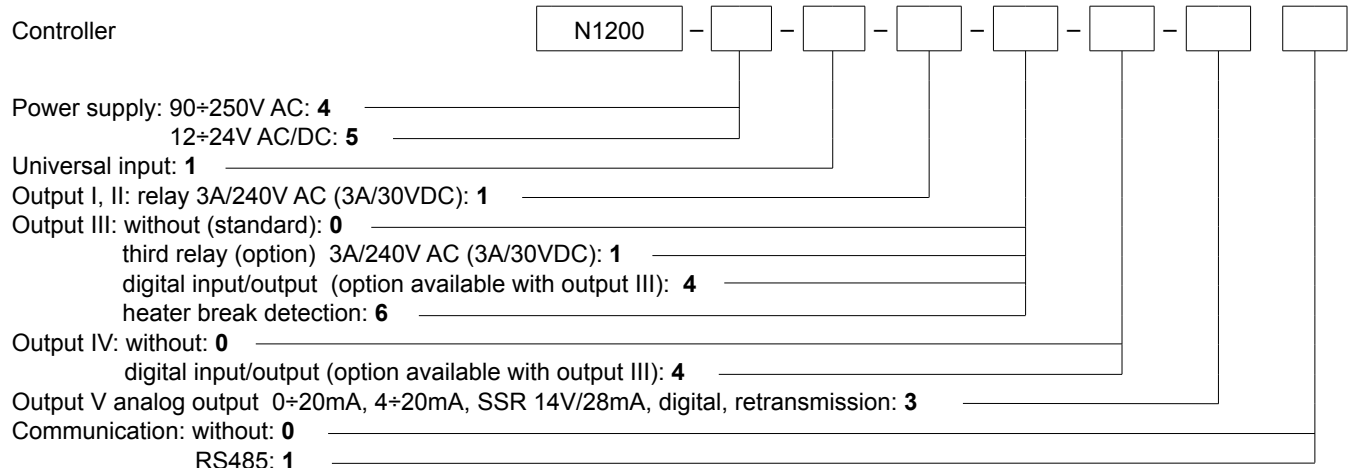 Controller N1200 – – – – – –
Power supply: 90÷250V AC: 4
12÷24V AC/DC: 5
Universal input: 1
Output I, II: relay 3A/240V AC (3A/30VDC): 1
Output III: without (standard): 0
third relay (option) 3A/240V AC (3A/30VDC): 1
digital input/output (option available with output III): 4
heater break detection: 6
Output IV: without: 0
digital input/output (option available with output III): 4
Output V analog output 0÷20mA, 4÷20mA, SSR 14V/28mA, digital, retransmission: 3
Communication: without: 0
RS485: 1